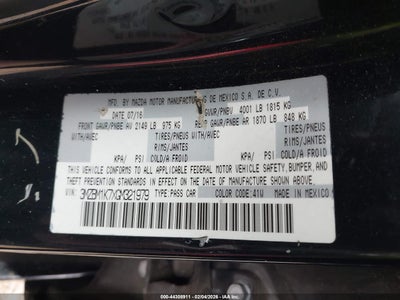 MFD. BY MAZDA MOTOR MANUFACTURING DE MEXICO S.A. DE C.V.
DATE 07/16 GVWR/PNBV 4001 LB 1815 KG
FRONT GAWR/PNBE AV 2149 LB 975 KG REAR GAWR/PNBE AR 1870 LB 848 KG
WITH/AVEC TIRES/PNEUS WITH/AVEC TIRES/PNEUS
RIMS/JANTES RIMS/JANTES
KPA/ PSI COLD/A FROID KPA/ PSI COLD/A FROID
THIS VEHICLE CONFORMS TO ALL APPLICABLE FEDERAL MOTOR VEHICLE SAFETY, BUMPER, AND
THEFT PREVENTION STANDARDS IN EFFECT ON THE DATE OF MANUFACTURE SHOWN ABOVE.
3MZBM1K7XGM321979 TYPE:PASS CAR COLOR CODE:41W MADE IN MEXICO
© IAA - 44308911 - 02/04/2026 - IAAI.COM